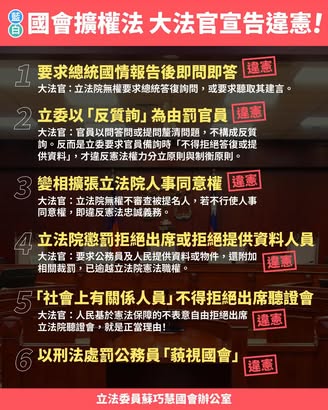 藍白 國會擴權法 大法官宣告違憲!
1 要求總統國情報告後即問即答 違憲
大法官：立法院無權要求總統答復詢問，或要求聽取其建言。
2 立委以「反質詢」為由罰官員 違憲
大法官：官員以問答問或提問釐清問題，不構成反質
詢。反而是立委要求官員備詢時「不得拒絕答復或提
供資料」，才違反憲法權力分立原則與制衡原則。
3 變相擴張立法院人事同意權 違憲
大法官：立法院無權不審查被提名人，若不行使人事
同意權，即違反憲法忠誠義務。
4 立法院懲罰拒絕出席或拒絕提供資料人員
大法官：要求公務員及人民提供資料或物件，還附加
相關裁罰，已逾越立法院憲法職權。 違憲
5 「社會上有關係人員」不得拒絕出席聽證會
大法官：人民基於憲法保障的不表意自由拒絕出席
立法院聽證會，就是正當理由！ 違憲
6 以刑法處罰公務員「藐視國會」 違憲
立法委員蘇巧慧國會辦公室